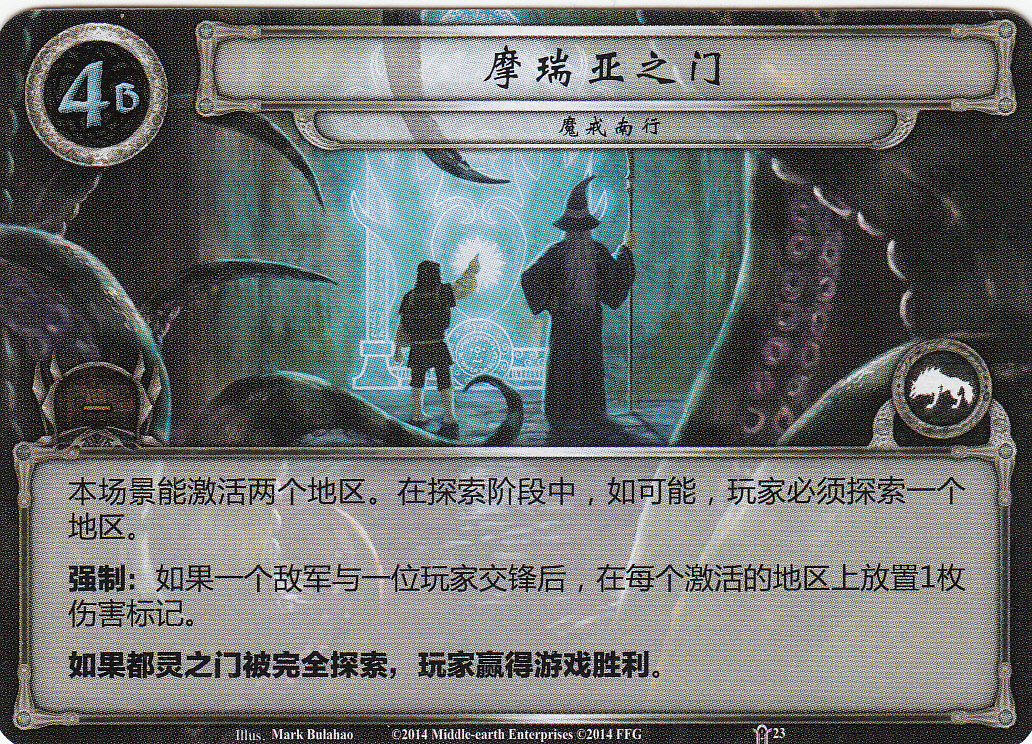 4B
摩瑞亚之门
魔戒南行
本场景能激活两个地区。在探索阶段中，如可能，玩家必须探索一个
地区。
强制：如果一个敌军与一位玩家交锋后，在每个激活的地区上放置1枚
伤害标记。
如果都灵之门被完全探索，玩家赢得游戏胜利。
Illus. Mark Bulahao ©2014 Middle-earth Enterprises ©2014 FFG 23